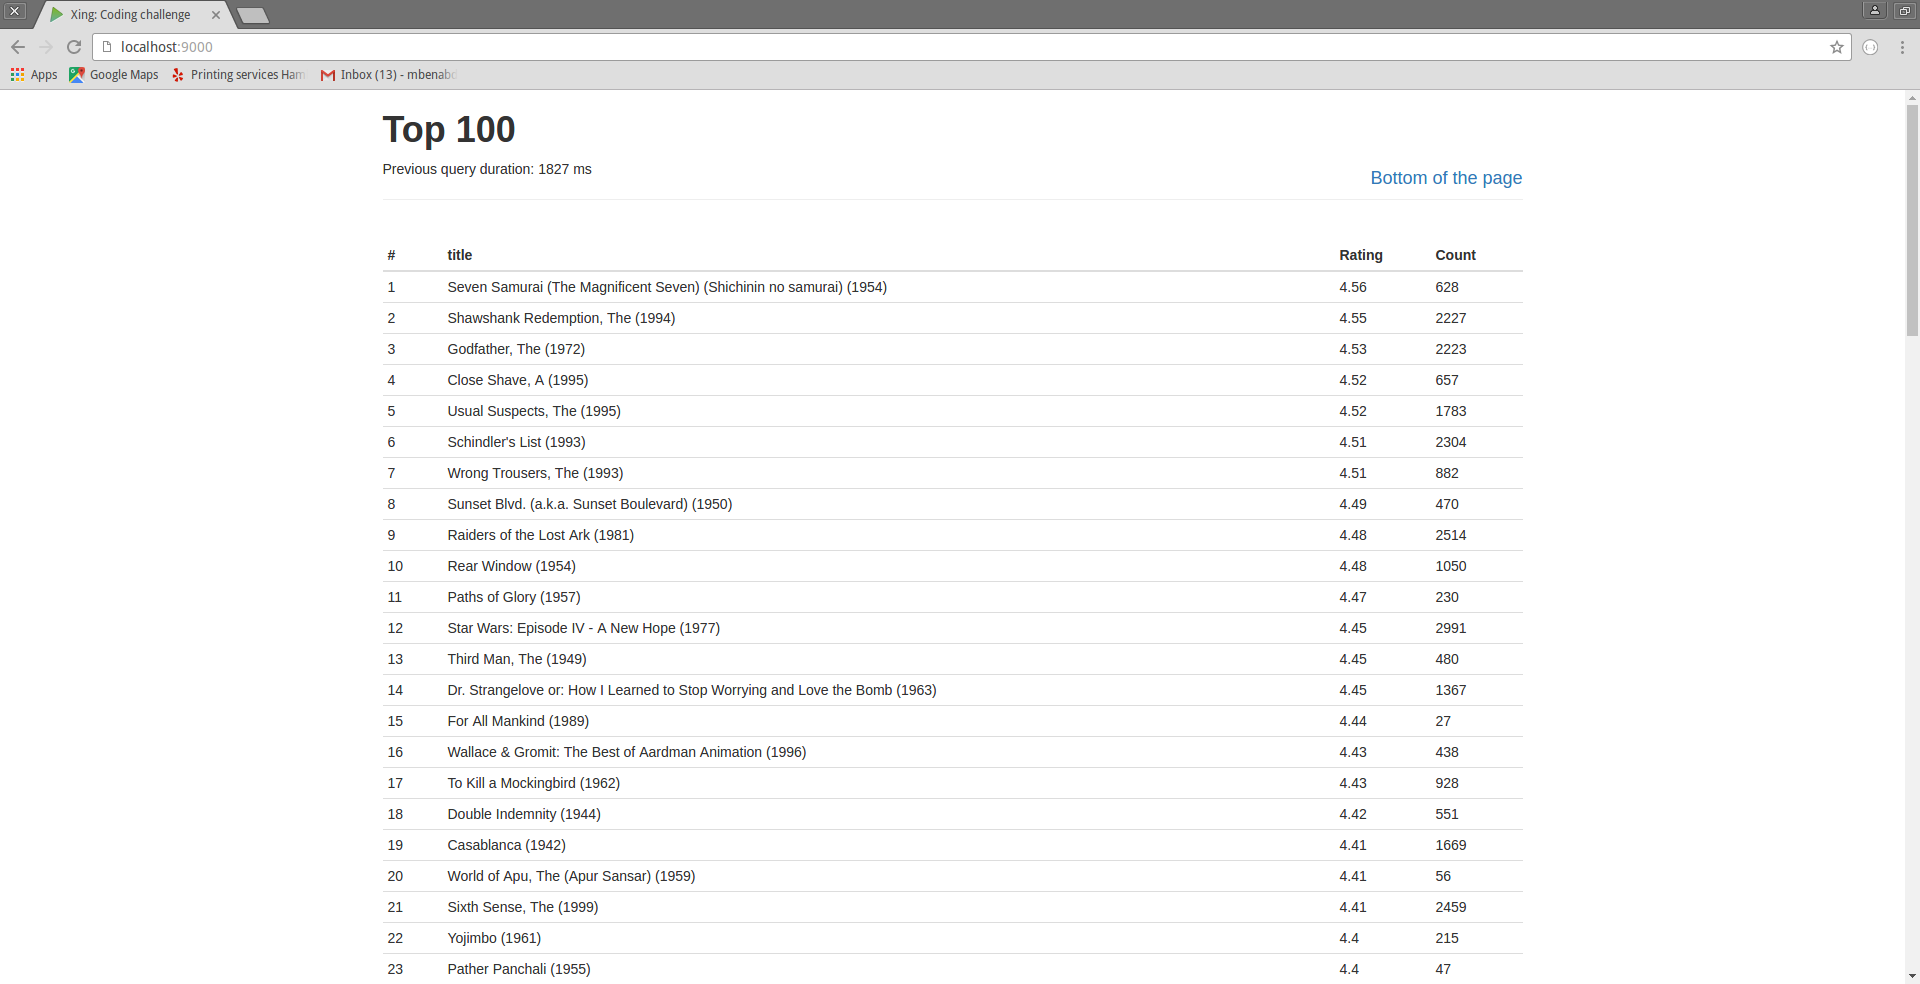 Xing: Coding challenge
localhost:9000
Apps Google Maps Printing services Ham Inbox (13) - mbenabd
Top 100
Previous query duration: 1827 ms
Bottom of the page
# title Rating Count
1 Seven Samurai (The Magnificent Seven) (Shichinin no samurai) (1954) 4.56 628
2 Shawshank Redemption, The (1994) 4.55 2227
3 Godfather, The (1972) 4.53 2223
4 Close Shave, A (1995) 4.52 657
5 Usual Suspects, The (1995) 4.52 1783
6 Schindler's List (1993) 4.51 2304
7 Wrong Trousers, The (1993) 4.51 882
8 Sunset Blvd. (a.k.a. Sunset Boulevard) (1950) 4.49 470
9 Raiders of the Lost Ark (1981) 4.48 2514
10 Rear Window (1954) 4.48 1050
11 Paths of Glory (1957) 4.47 230
12 Star Wars: Episode IV - A New Hope (1977) 4.45 2991
13 Third Man, The (1949) 4.45 480
14 Dr. Strangelove or: How I Learned to Stop Worrying and Love the Bomb (1963) 4.45 1367
15 For All Mankind (1989) 4.44 27
16 Wallace & Gromit: The Best of Aardman Animation (1996) 4.43 438
17 To Kill a Mockingbird (1962) 4.43 928
18 Double Indemnity (1944) 4.42 551
19 Casablanca (1942) 4.41 1669
20 World of Apu, The (Apur Sansar) (1959) 4.41 56
21 Sixth Sense, The (1999) 4.41 2459
22 Yojimbo (1961) 4.4 215
23 Pather Panchali (1955) 4.4 47